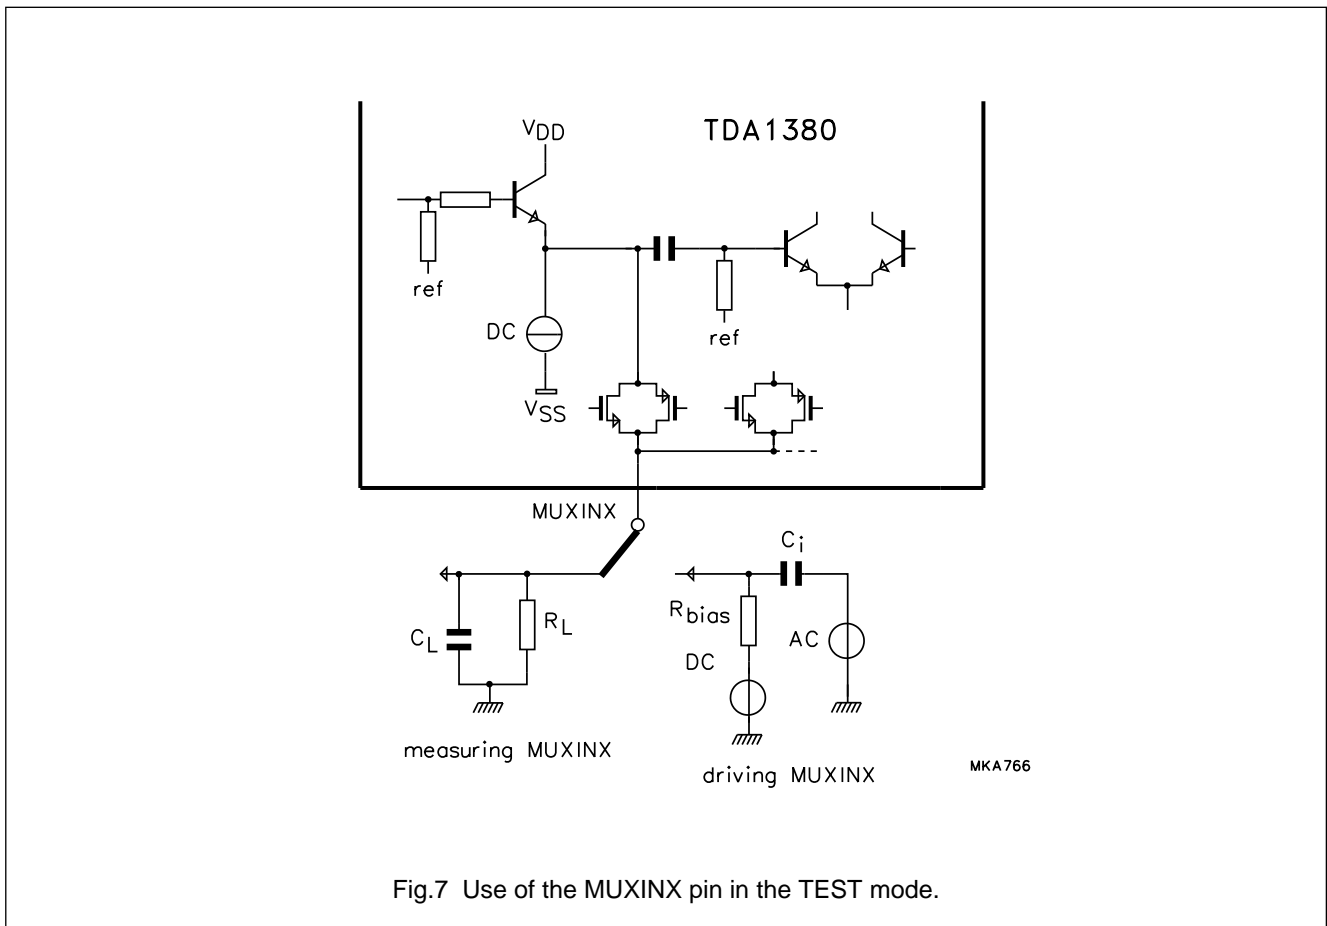 VDD
TDA1380
ref
DC
ref
VSS
MUXINX
Ci
Rbias
RL
CL
AC
DC
measuring MUXINX
driving MUXINX
MKA766
Fig.7 Use of the MUXINX pin in the TEST mode.